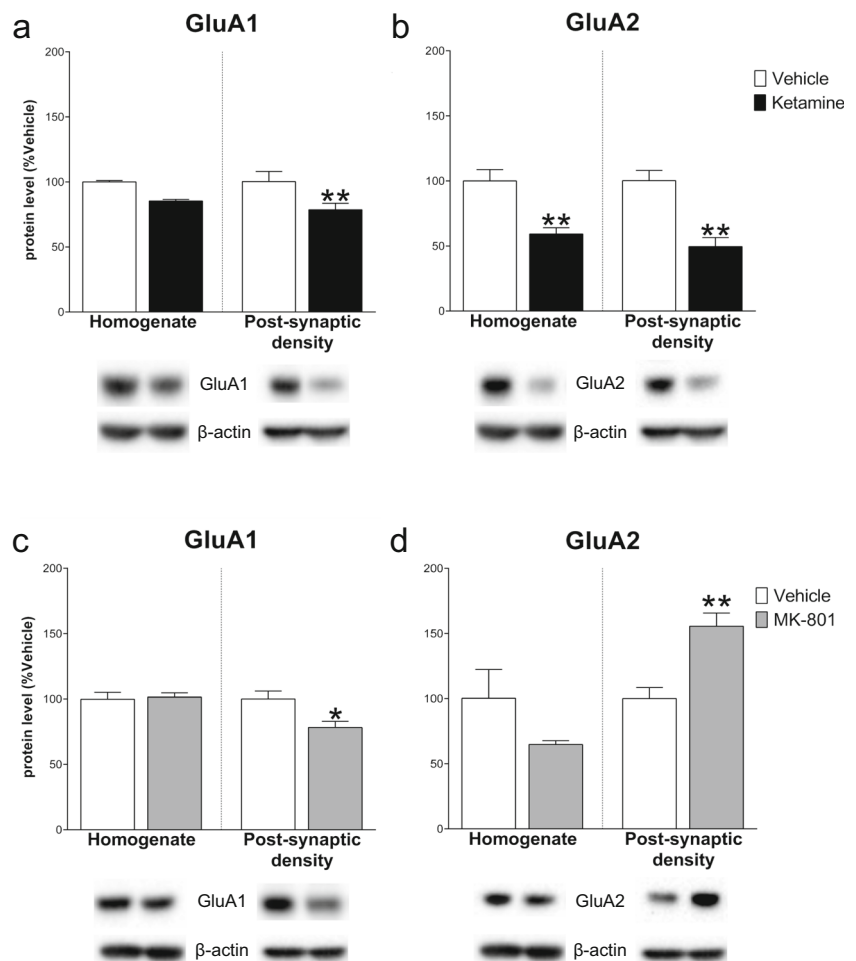 a GluA1
200
150
100
50
0
protein level (%Vehicle)
**
Homogenate Post-synaptic
density
GluA1
β-actin
b GluA2
200
150
100
50
0
** **
Homogenate Post-synaptic
density
GluA2
β-actin
Vehicle
Ketamine
c GluA1
200
150
100
50
0
protein level (%Vehicle)
*
Homogenate Post-synaptic
density
GluA1
β-actin
d GluA2
200
150
100
50
0
**
Homogenate Post-synaptic
density
GluA2
β-actin
Vehicle
MK-801